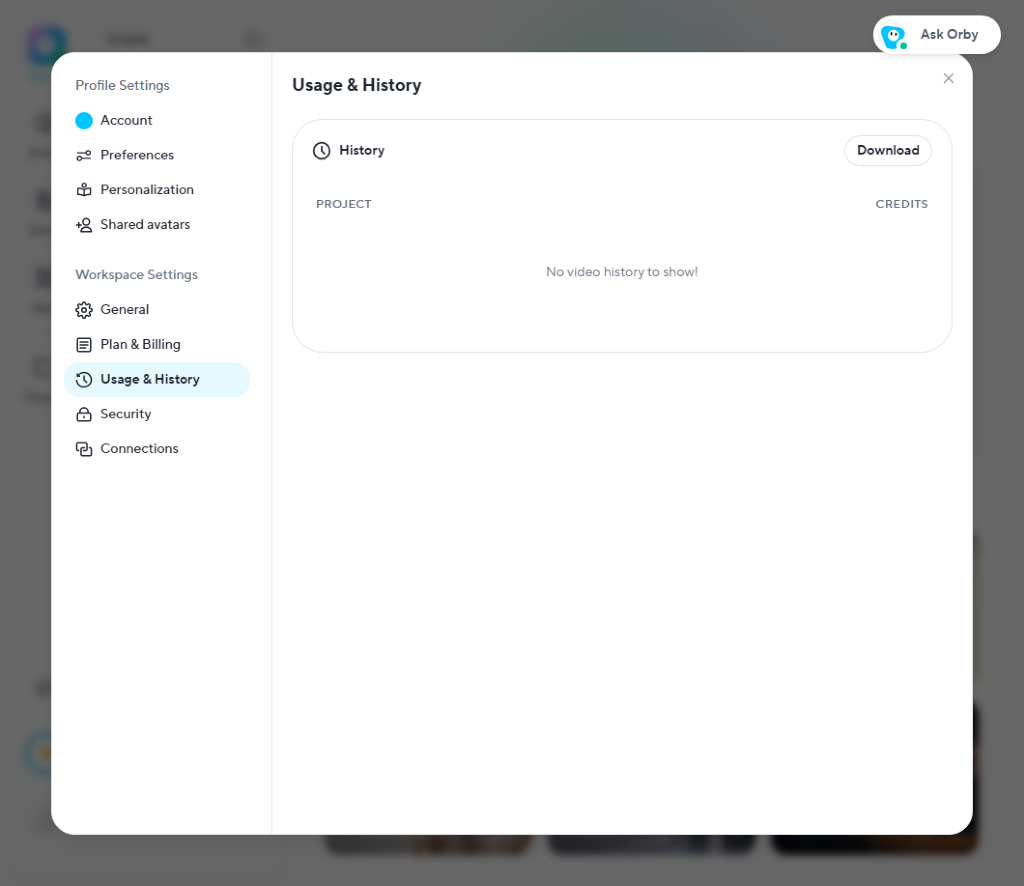 Ask Orby
Profile Settings
Account
Preferences
Personalization
Shared avatars
Workspace Settings
General
Plan & Billing
Usage & History
Security
Connections
Usage & History
History
Download
PROJECT
CREDITS
No video history to show!